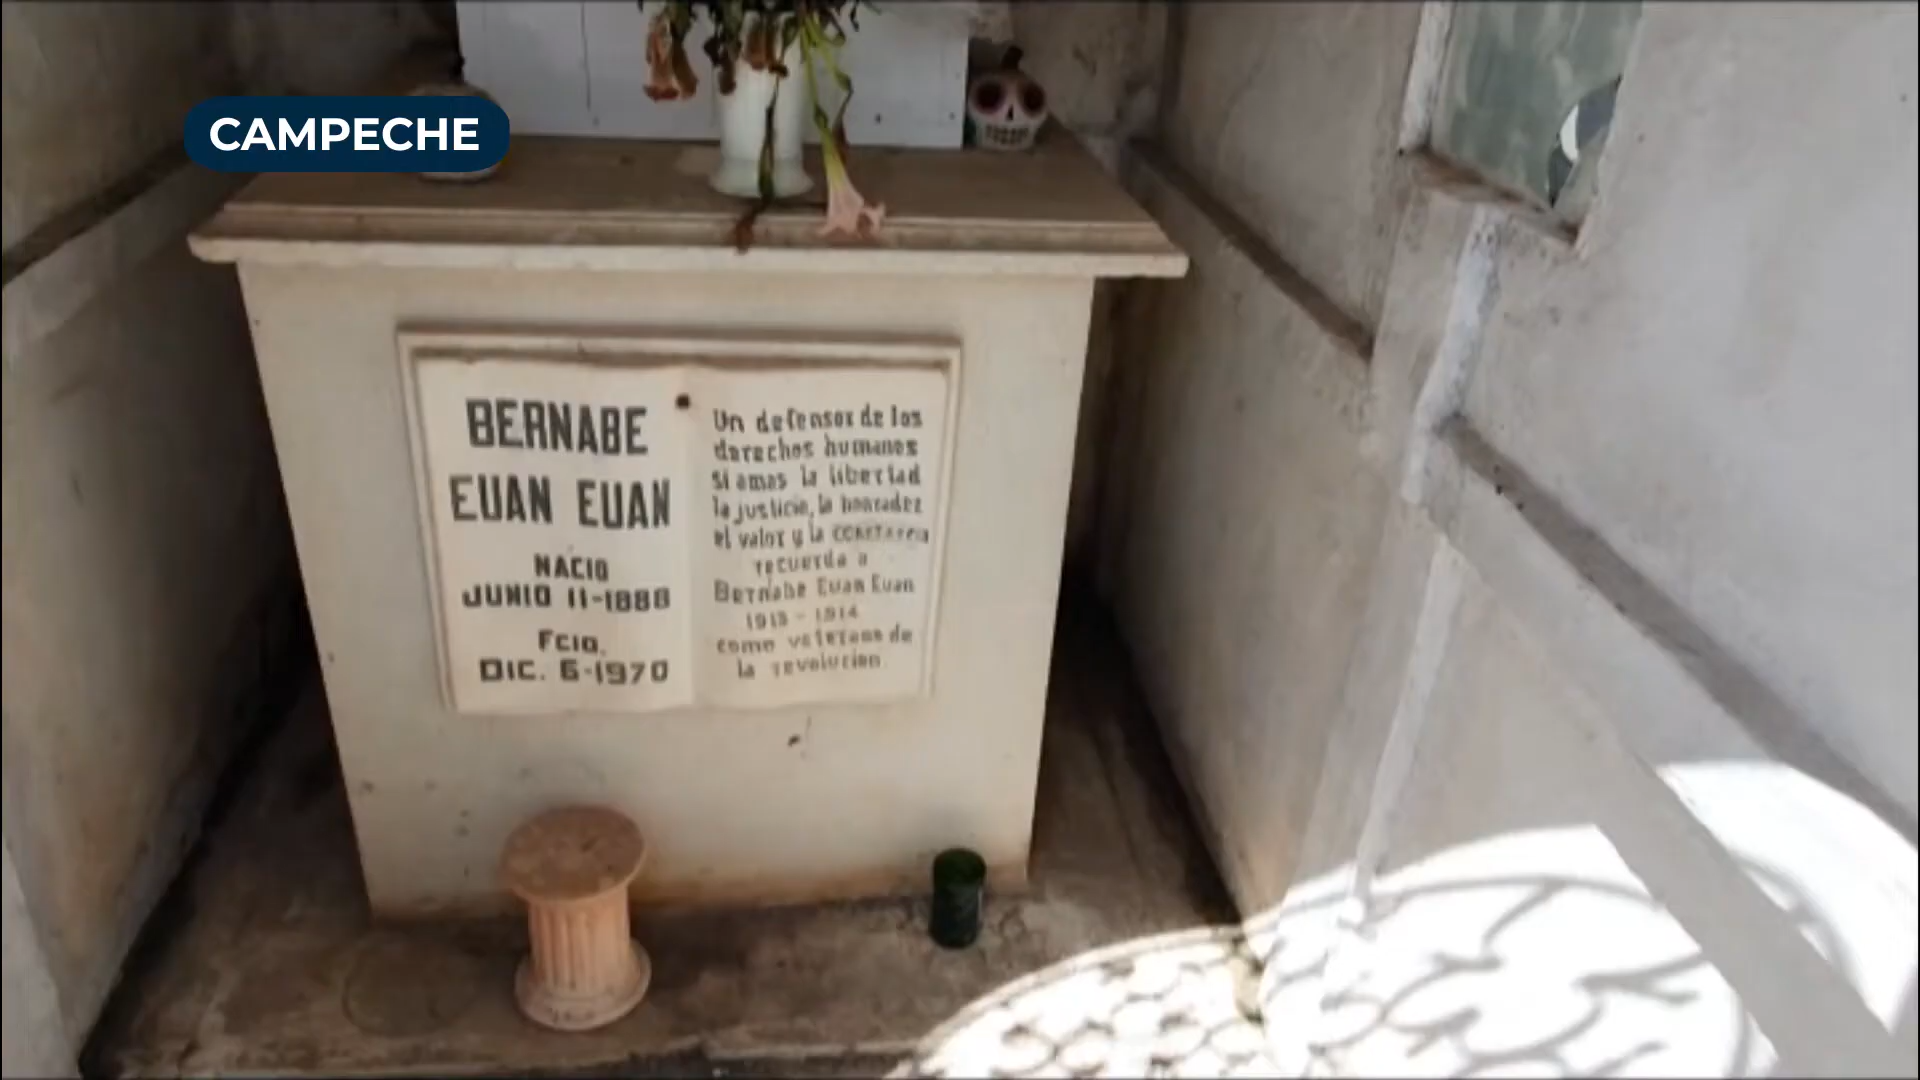 CAMPECHE
BERNABE
EUAN EUAN
NACIO
JUNIO 11-1888
FCIO.
DIC. 6-1970
Un defensor de los
derechos humanos
si amas la libertad
la justicia, la honradez
el valor y la
recuerda a
Bernabe Euan Euan
1913 - 1914
como veterano de
la revolucion